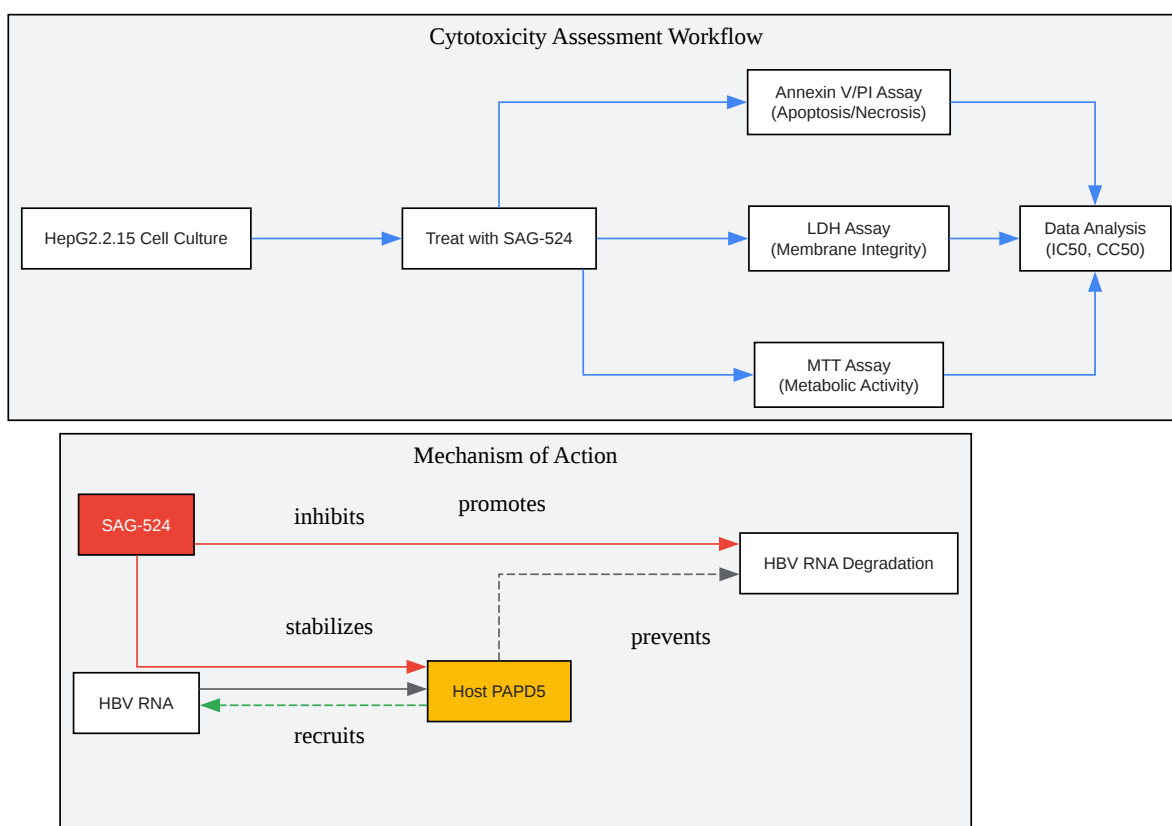 Cytotoxicity Assessment Workflow
Annexin V/PI Assay
(Apoptosis/Necrosis)
HepG2.2.15 Cell Culture
Treat with SAG-524
LDH Assay
(Membrane Integrity)
Data Analysis
(IC50, CC50)
MTT Assay
(Metabolic Activity)
Mechanism of Action
SAG-524
inhibits
promotes
HBV RNA Degradation
stabilizes
prevents
HBV RNA
Host PAPD5
recruits